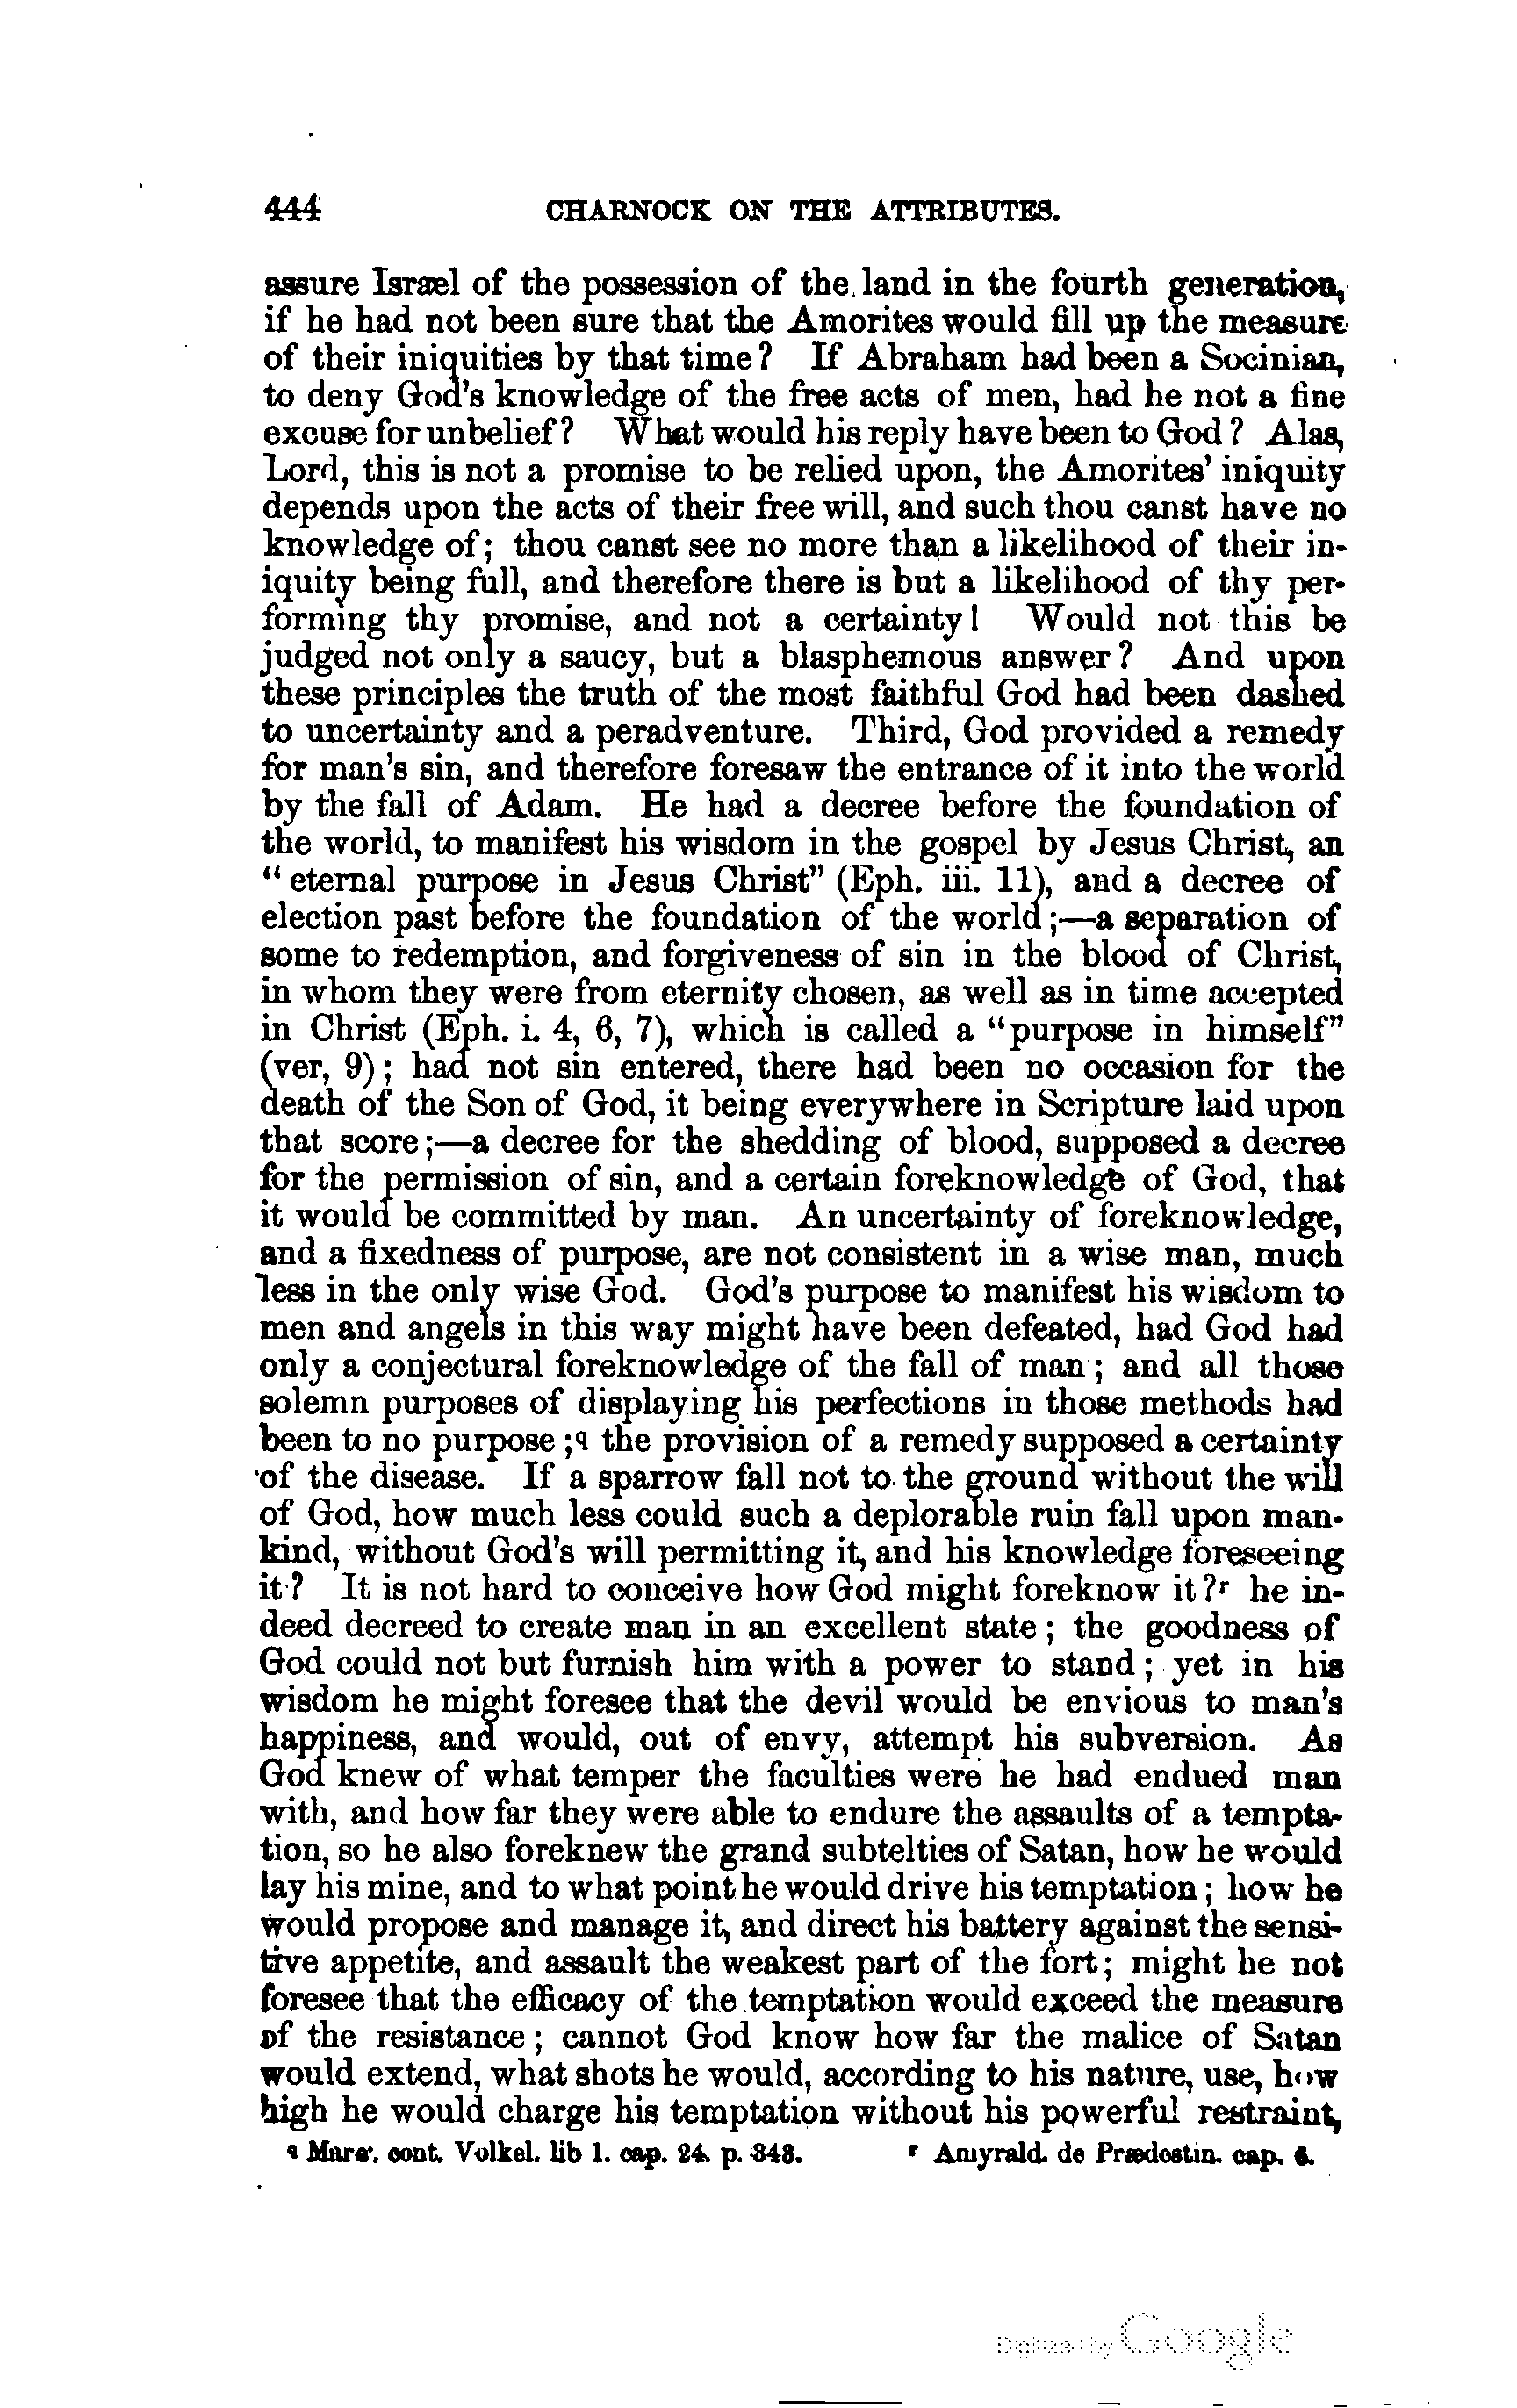 444 CHARNOCK ON THE ATTRIBUTES.
assure Israel of the possession of the land in the fourth generation,
if he had not been sure that the Amorites would fill up the measure
of their iniquities by that time? If Abraham had been a Socinian,
to deny God's knowledge of the free acts of men, had he not a fine
excuse for unbelief? What would his reply have been to God? Alas,
Lord, this is not a promise to be relied upon, the Amorites' iniquity
depends upon the acts of their free will, and such thou canst have no
knowledge of; thou canst see no more than a likelihood of their in-
iquity being full, and therefore there is but a likelihood of thy per-
forming thy promise, and not a certainty! Would not this be
judged not only a saucy, but a blasphemous answer? And upon
these principles the truth of the most faithful God had been dashed
to uncertainty and a peradventure. Third, God provided a remedy
for man's sin, and therefore foresaw the entrance of it into the world
by the fall of Adam. He had a decree before the foundation of
the world, to manifest his wisdom in the gospel by Jesus Christ, an
"eternal purpose in Jesus Christ" (Eph. iii. 11), and a decree of
election past before the foundation of the world;—a separation of
some to redemption, and forgiveness of sin in the blood of Christ,
in whom they were from eternity chosen, as well as in time accepted
in Christ (Eph. i. 4, 6, 7), which is called a "purpose in himself"
(ver, 9); had not sin entered, there had been no occasion for the
death of the Son of God, it being everywhere in Scripture laid upon
that score;—a decree for the shedding of blood, supposed a decree
for the permission of sin, and a certain foreknowledge of God, that
it would be committed by man. An uncertainty of foreknowledge,
and a fixedness of purpose, are not consistent in a wise man, much
less in the only wise God. God's purpose to manifest his wisdom to
men and angels in this way might have been defeated, had God had
only a conjectural foreknowledge of the fall of man; and all those
solemn purposes of displaying his perfections in those methods had
been to no purpose;q the provision of a remedy supposed a certainty
of the disease. If a sparrow fall not to the ground without the will
of God, how much less could such a deplorable ruin fall upon man-
kind, without God's will permitting it, and his knowledge foreseeing
it? It is not hard to conceive how God might foreknow it?r he in-
deed decreed to create man in an excellent state; the goodness of
God could not but furnish him with a power to stand; yet in his
wisdom he might foresee that the devil would be envious to man's
happiness, and would, out of envy, attempt his subversion. As
God knew of what temper the faculties were he had endued man
with, and how far they were able to endure the assaults of a tempta-
tion, so he also foreknew the grand subtelties of Satan, how he would
lay his mine, and to what point he would drive his temptation; how he
would propose and manage it, and direct his battery against the sensi-
tive appetite, and assault the weakest part of the fort; might he not
foresee that the efficacy of the temptation would exceed the measure
of the resistance; cannot God know how far the malice of Satan
would extend, what shots he would, according to his nature, use, how
high he would charge his temptation without his powerful restraint,
q Mare. cont. Volkel. lib 1. cap. 24. p. 343. r Amyrald. de Prædestin. cap. 6.
Digitized by Google